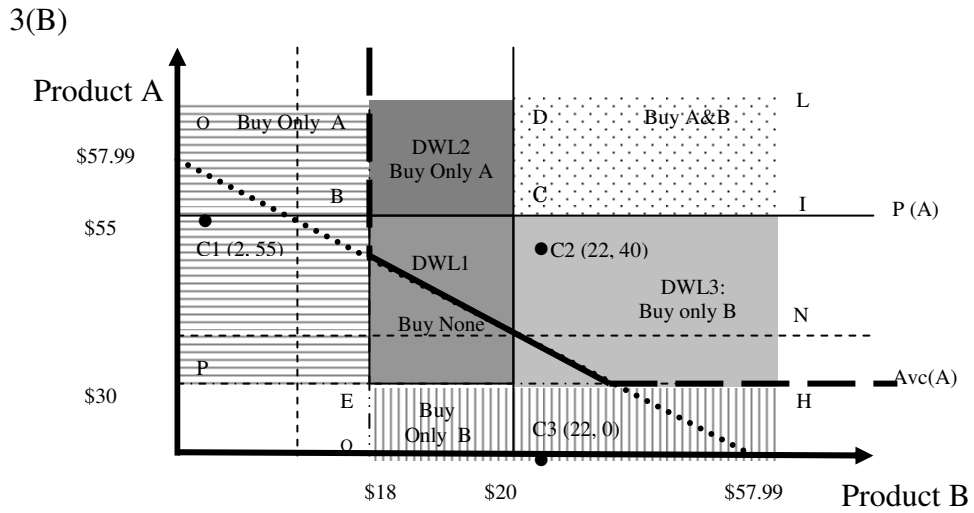 3(B)
Product A
O
Buy Only A
D
Buy A&B
L
DWL2
Buy Only A
$57.99
B
C
I
P (A)
$55
C1 (2, 55)
DWL1
C2 (22, 40)
DWL3:
Buy only B
Buy None
N
P
Avc(A)
$30
E
Buy
Only B
H
C3 (22, 0)
Q
$18
$20
$57.99
Product B